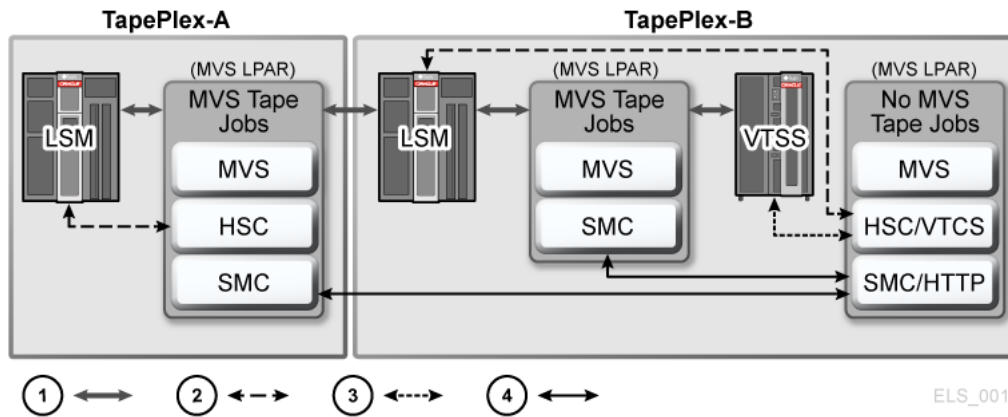 TapePlex-A
TapePlex-B
(MVS LPAR)
MVS Tape
Jobs
MVS
HSC
SMC
LSM
LSM
(MVS LPAR)
MVS Tape
Jobs
MVS
SMC
VTSS
(MVS LPAR)
No MVS
Tape Jobs
MVS
HSC/VTCS
SMC/HTTP
1
2
3
4
ELS_001